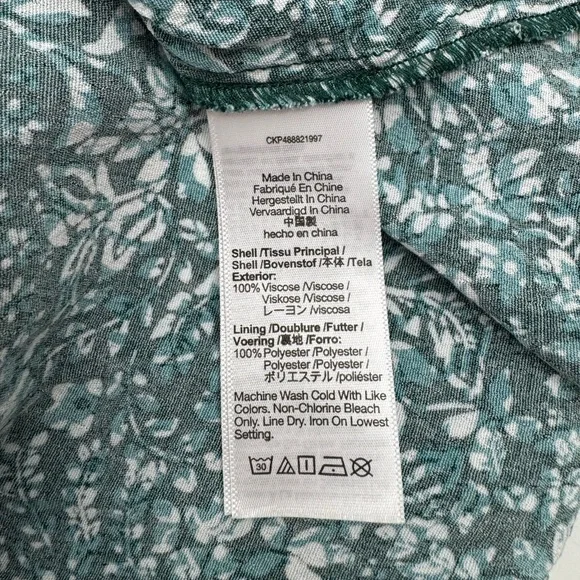 CKP488821997
Made In China
Fabriqué En Chine
Hergestellt In China
Vervaardigd In China
中国製
hecho en china
Shell /Tissu Principal /
Shell /Bovenstof /本体 /Tela
Exterior:
100% Viscose /Viscose /
Viskose /Viscose /
レーヨン /viscosa
Lining /Doublure /Futter /
Voering /裏地 /Forro:
100% Polyester /Polyester /
Polyester /Polyester /
ポリエステル /poliéster
Machine Wash Cold With Like
Colors. Non-Chlorine Bleach
Only. Line Dry. Iron On Lowest
Setting.
30